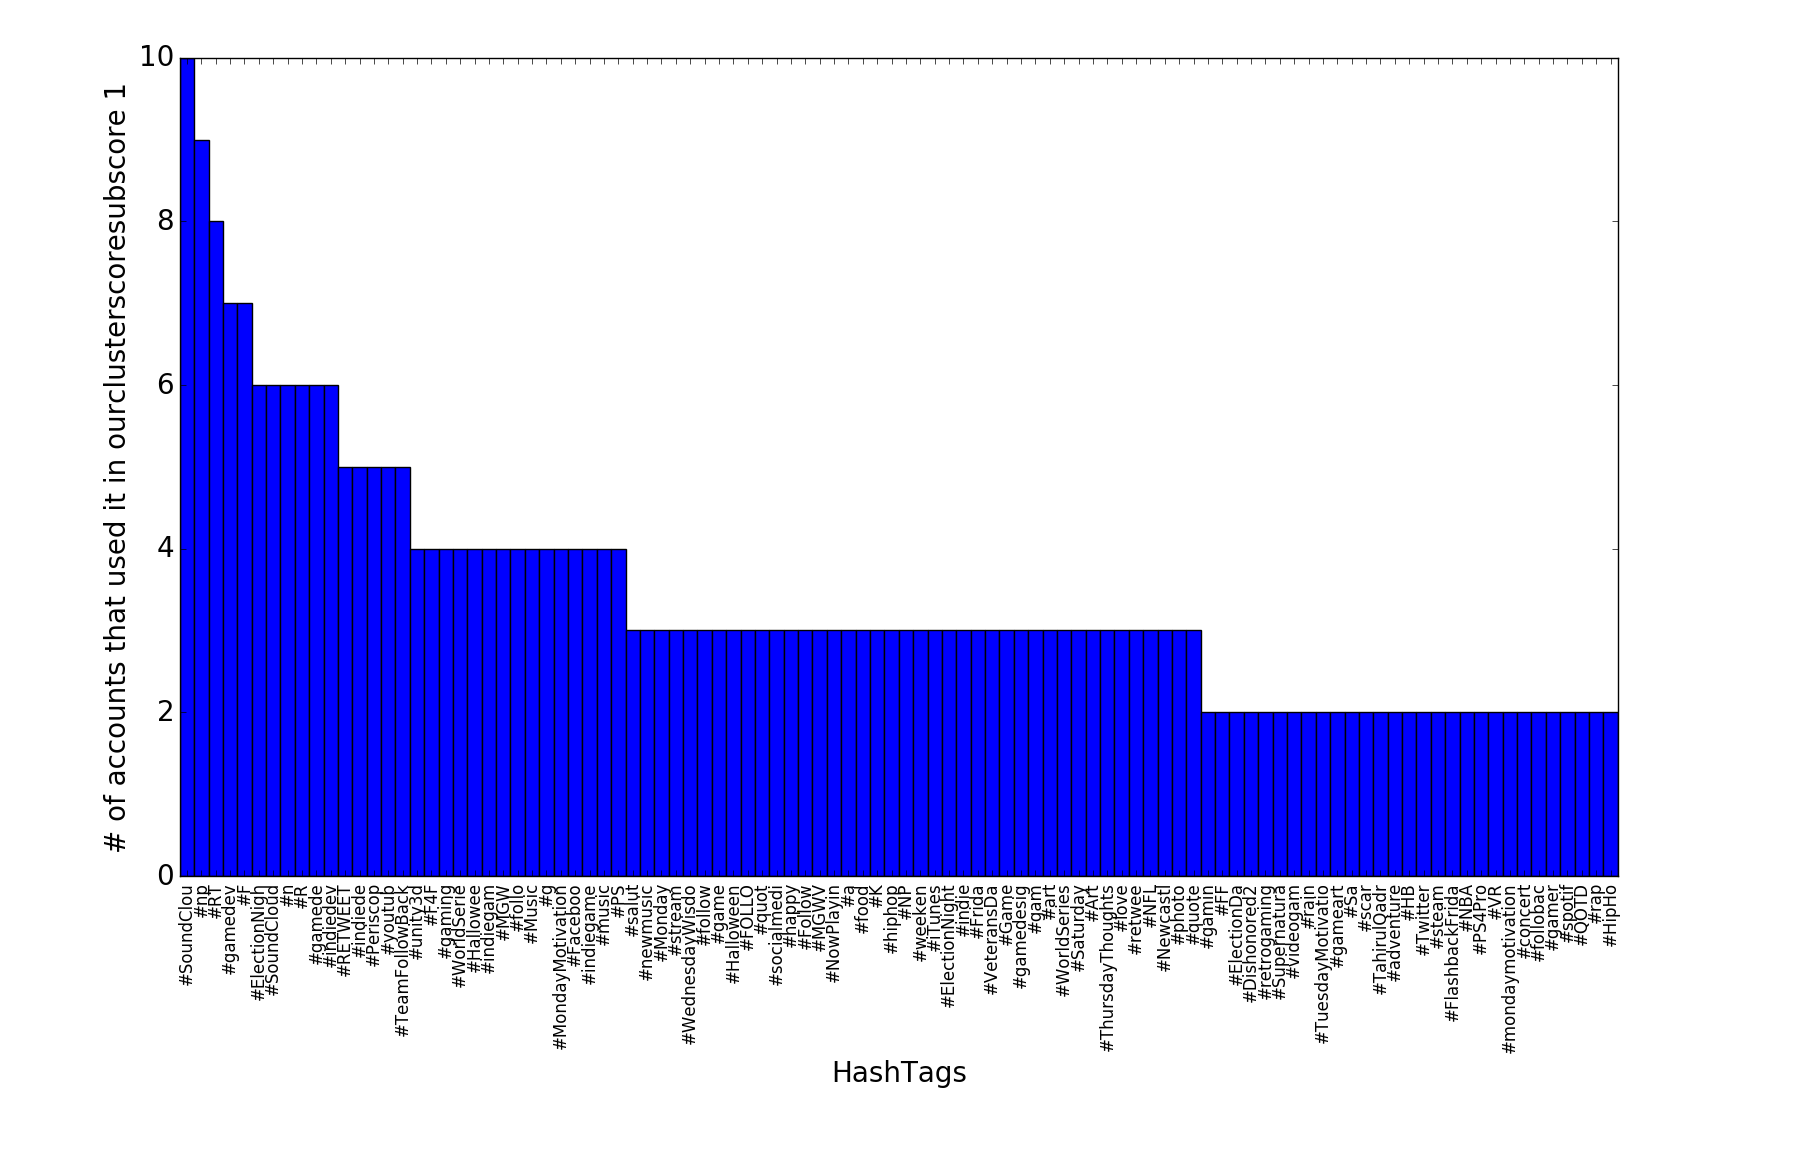 # of accounts that used it in ourclusterscoresubscore 1
10
8
6
4
2
0
#SoundClou
#np
#RT
#gamedev
#F
#ElectionNigh
#SoundCloud
#n
#R
#gamede
#indiedev
#RETWEET
#indiede
#Periscop
#youtub
#TeamFollowBack
#unity3d
#F4F
#gaming
#WorldSerie
#Hallowee
#indiegam
#MGW
#follo
#Music
#g
#MondayMotivation
#Faceboo
#indiegame
#music
#PS
#salut
#newmusic
#Monday
#stream
#WednesdayWisdo
#follow
#game
#Halloween
#FOLLO
#quot
#socialmedi
#happy
#Follow
#MGWV
#NowPlayin
#a
#food
#K
#hiphop
#NP
#weeken
#iTunes
#ElectionNight
#indie
#Frida
#VeteransDa
#Game
#gamedesig
#gam
#art
#WorldSeries
#Saturday
#Art
#ThursdayThoughts
#love
#retwee
#NFL
#Newcastl
#photo
#quote
#gamin
#FF
#ElectionDa
#Dishonored2
#retrogaming
#Supernatura
#videogam
#rain
#TuesdayMotivatio
#gameart
#Sa
#scar
#TahirulQadr
#adventure
#HB
#Twitter
#steam
#FlashbackFrida
#NBA
#PS4Pro
#VR
#mondaymotivation
#concert
#followbac
#gamer
#spotif
#QOTD
#rap
#HipHo
HashTags